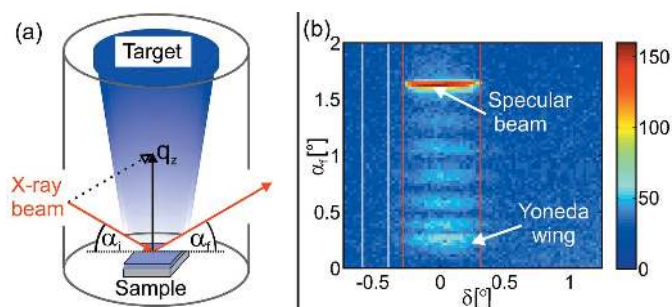 (a)
Target
q_z
X-ray
beam
α_i
α_f
Sample
(b)
2
1.5
1
0.5
0
α_f[°]
Specular
beam
Yoneda
wing
-0.5
0
0.5
1
δ[°]
150
100
50
0